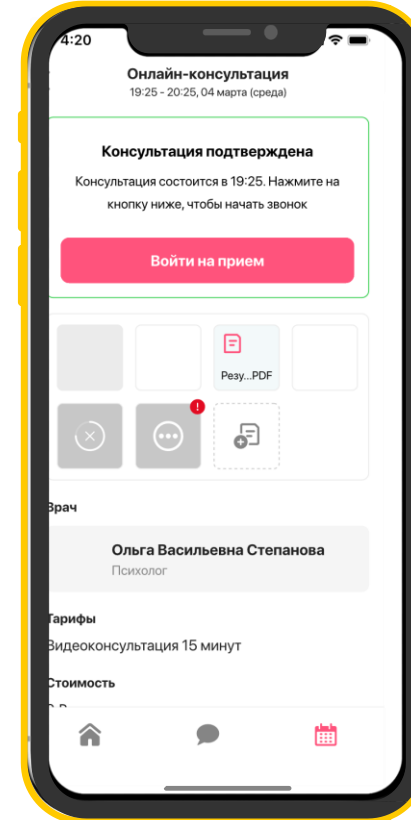 4:20
Онлайн-консультация
19:25 - 20:25, 04 марта (среда)
Консультация подтверждена
Консультация состоится в 19:25. Нажмите на
кнопку ниже, чтобы начать звонок
Войти на прием
Резу...PDF
!
Врач
Ольга Васильевна Степанова
Психолог
Тарифы
Видеоконсультация 15 минут
Стоимость